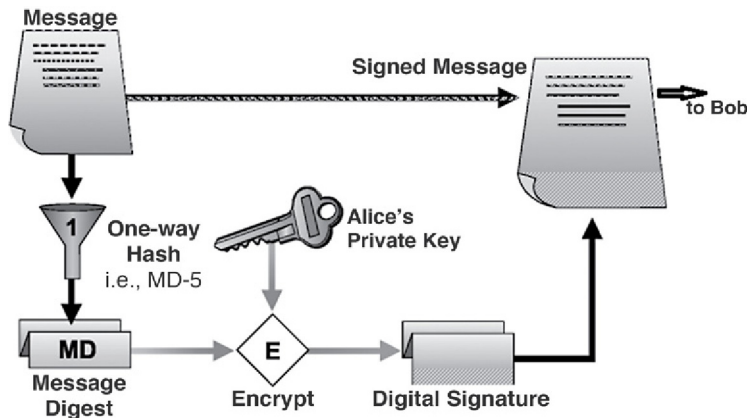 Message
Signed Message
to Bob
1
One-way
Hash
i.e., MD-5
Alice's
Private Key
MD
Message
Digest
E
Encrypt
Digital Signature